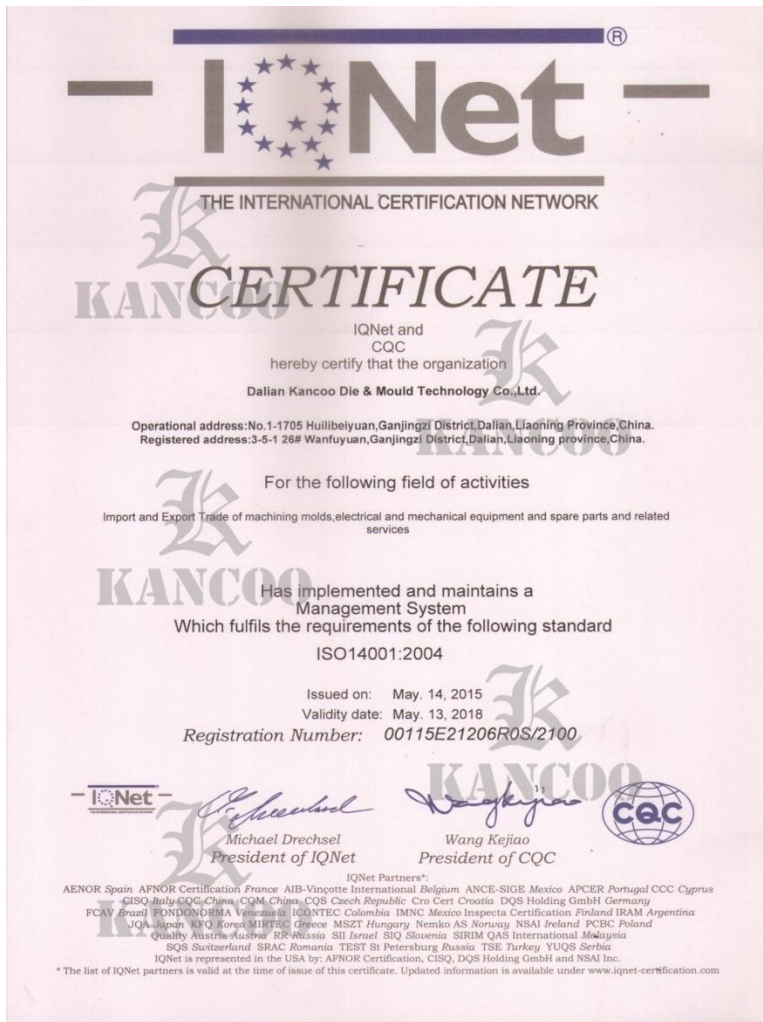 IQNet®
THE INTERNATIONAL CERTIFICATION NETWORK
CERTIFICATE
IQNet and
CQC
hereby certify that the organization
Dalian Kancoo Die & Mould Technology Co.,Ltd.
Operational address:No.1-1705 Huilibeiyuan,Ganjingzi District,Dalian,Liaoning Province,China.
Registered address:3-5-1 26# Wanfuyuan,Ganjingzi District,Dalian,Liaoning province,China.
For the following field of activities
Import and Export Trade of machining molds,electrical and mechanical equipment and spare parts and related
services
Has implemented and maintains a
Management System
Which fulfils the requirements of the following standard
ISO14001:2004
Issued on: May. 14, 2015
Validity date: May. 13, 2018
Registration Number: 00115E21206R0S/2100
IQNet
THE INTERNATIONAL CERTIFICATION NETWORK
CQC
Michael Drechsel
President of IQNet
Wang Kejiao
President of CQC
IQNet Partners*:
AENOR Spain AFNOR Certification France AIB-Vinçotte International Belgium ANCE-SIGE Mexico APCER Portugal CCC Cyprus
CISQ Italy CQC China CQM China CQS Czech Republic Cro Cert Croatia DQS Holding GmbH Germany
FCAV Brazil FONDONORMA Venezuela ICONTEC Colombia IMNC Mexico Inspecta Certification Finland IRAM Argentina
JQA Japan KFQ Korea MIRTEC Greece MSZT Hungary Nemko AS Norway NSAI Ireland PCBC Poland
Quality Austria Austria RR Russia SII Israel SIQ Slovenia SIRIM QAS International Malaysia
SQS Switzerland SRAC Romania TEST St Petersburg Russia TSE Turkey YUQS Serbia
IQNet is represented in the USA by: AFNOR Certification, CISQ, DQS Holding GmbH and NSAI Inc.
* The list of IQNet partners is valid at the time of issue of this certificate. Updated information is available under www.iqnet-certification.com
K
KANCOO
K
KANCOO
K
KANCOO
K
KANCOO
K
KANCOO